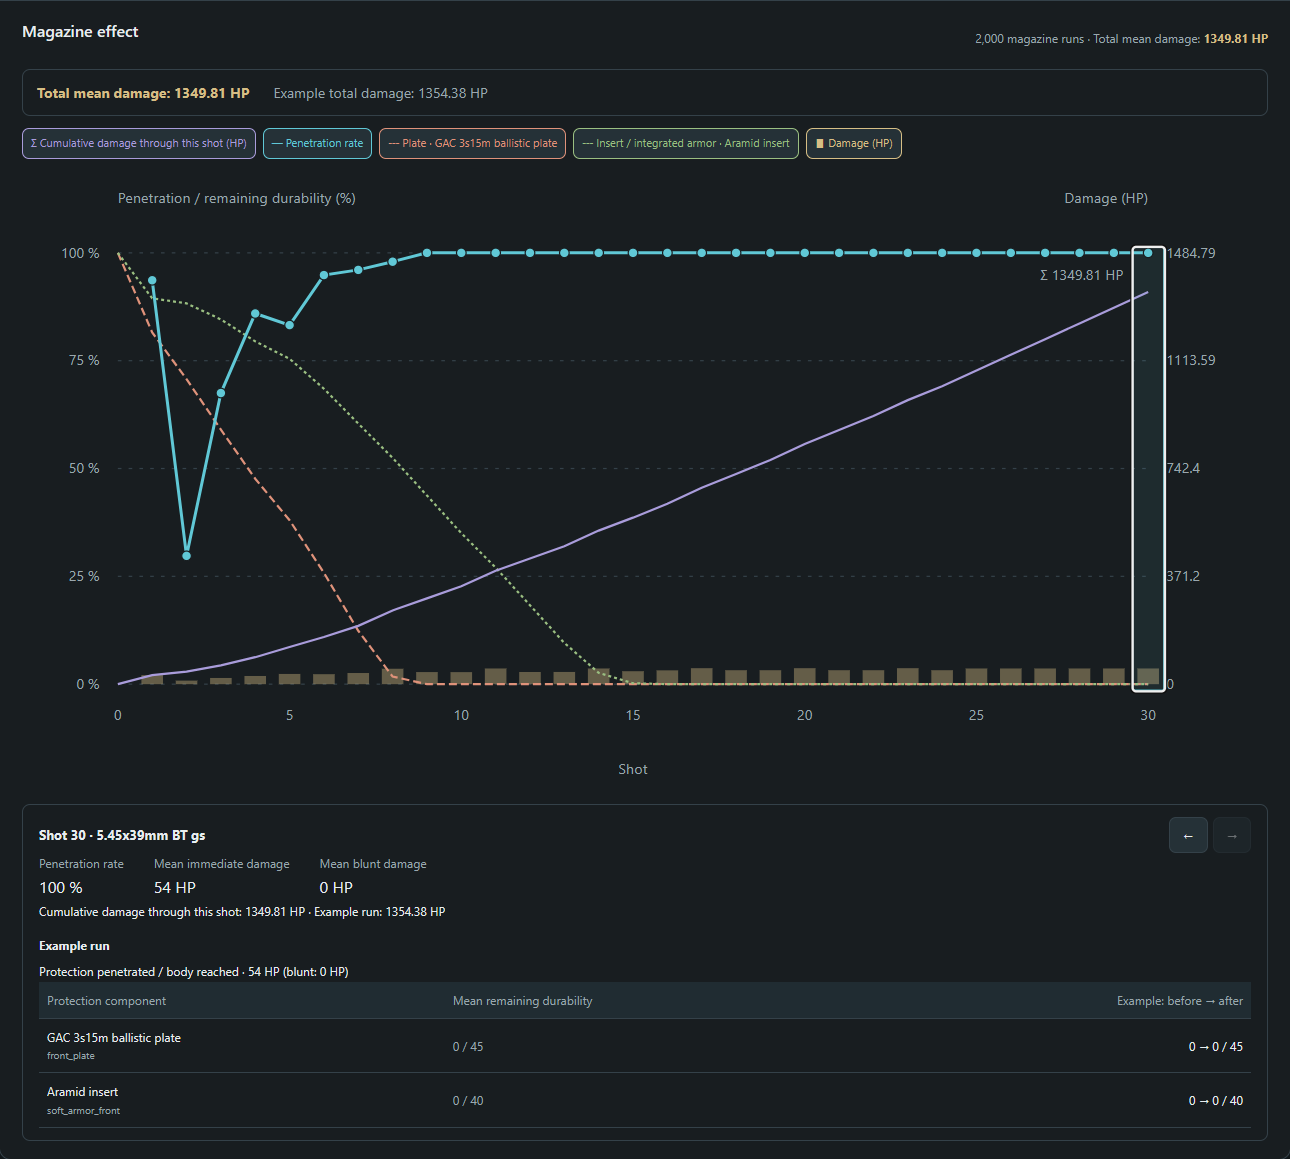 Magazine effect
2,000 magazine runs · Total mean damage: 1349.81 HP
Total mean damage: 1349.81 HP Example total damage: 1354.38 HP
Σ Cumulative damage through this shot (HP)
— Penetration rate
--- Plate · GAC 3s15m ballistic plate
--- Insert / integrated armor · Aramid insert
Damage (HP)
Penetration / remaining durability (%)
Damage (HP)
100 %
1484.79
Σ 1349.81 HP
75 %
1113.59
50 %
742.4
25 %
371.2
0 %
0
0 5 10 15 20 25 30
Shot
Shot 30 · 5.45x39mm BT gs
← →
Penetration rate Mean immediate damage Mean blunt damage
100 % 54 HP 0 HP
Cumulative damage through this shot: 1349.81 HP · Example run: 1354.38 HP
Example run
Protection penetrated / body reached · 54 HP (blunt: 0 HP)
Protection component Mean remaining durability Example: before → after
GAC 3s15m ballistic plate
front_plate
0 / 45 0 → 0 / 45
Aramid insert
soft_armor_front
0 / 40 0 → 0 / 40